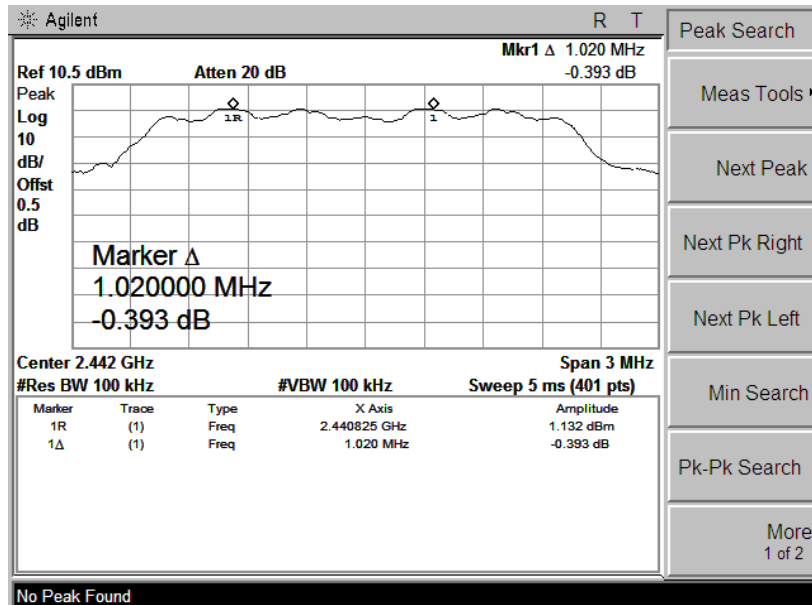 Agilent R T
Mkr1 Δ 1.020 MHz
Ref 10.5 dBm Atten 20 dB -0.393 dB
Peak
Log
10
dB/
Offst
0.5
dB
1R 1
Marker Δ
1.020000 MHz
-0.393 dB
Center 2.442 GHz Span 3 MHz
#Res BW 100 kHz #VBW 100 kHz Sweep 5 ms (401 pts)
Marker Trace Type X Axis Amplitude
1R (1) Freq 2.440825 GHz 1.132 dBm
1Δ (1) Freq 1.020 MHz -0.393 dB
No Peak Found
Peak Search
Meas Tools
Next Peak
Next Pk Right
Next Pk Left
Min Search
Pk-Pk Search
More
1 of 2